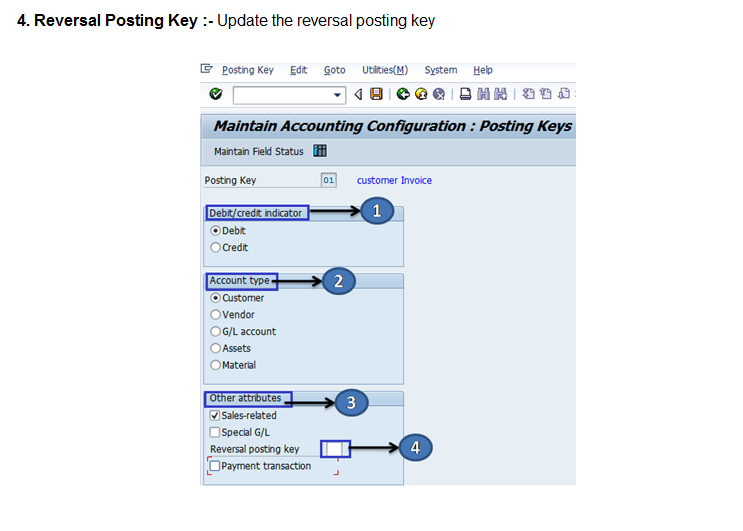 4. Reversal Posting Key :- Update the reversal posting key
Posting Key Edit Goto Utilities(M) System Help
Maintain Accounting Configuration : Posting Keys
Maintain Field Status
Posting Key 01 customer Invoice
Debit/credit indicator 1
Debit
Credit
Account type 2
Customer
Vendor
G/L account
Assets
Material
Other attributes 3
Sales-related
Special G/L
Reversal posting key 4
Payment transaction